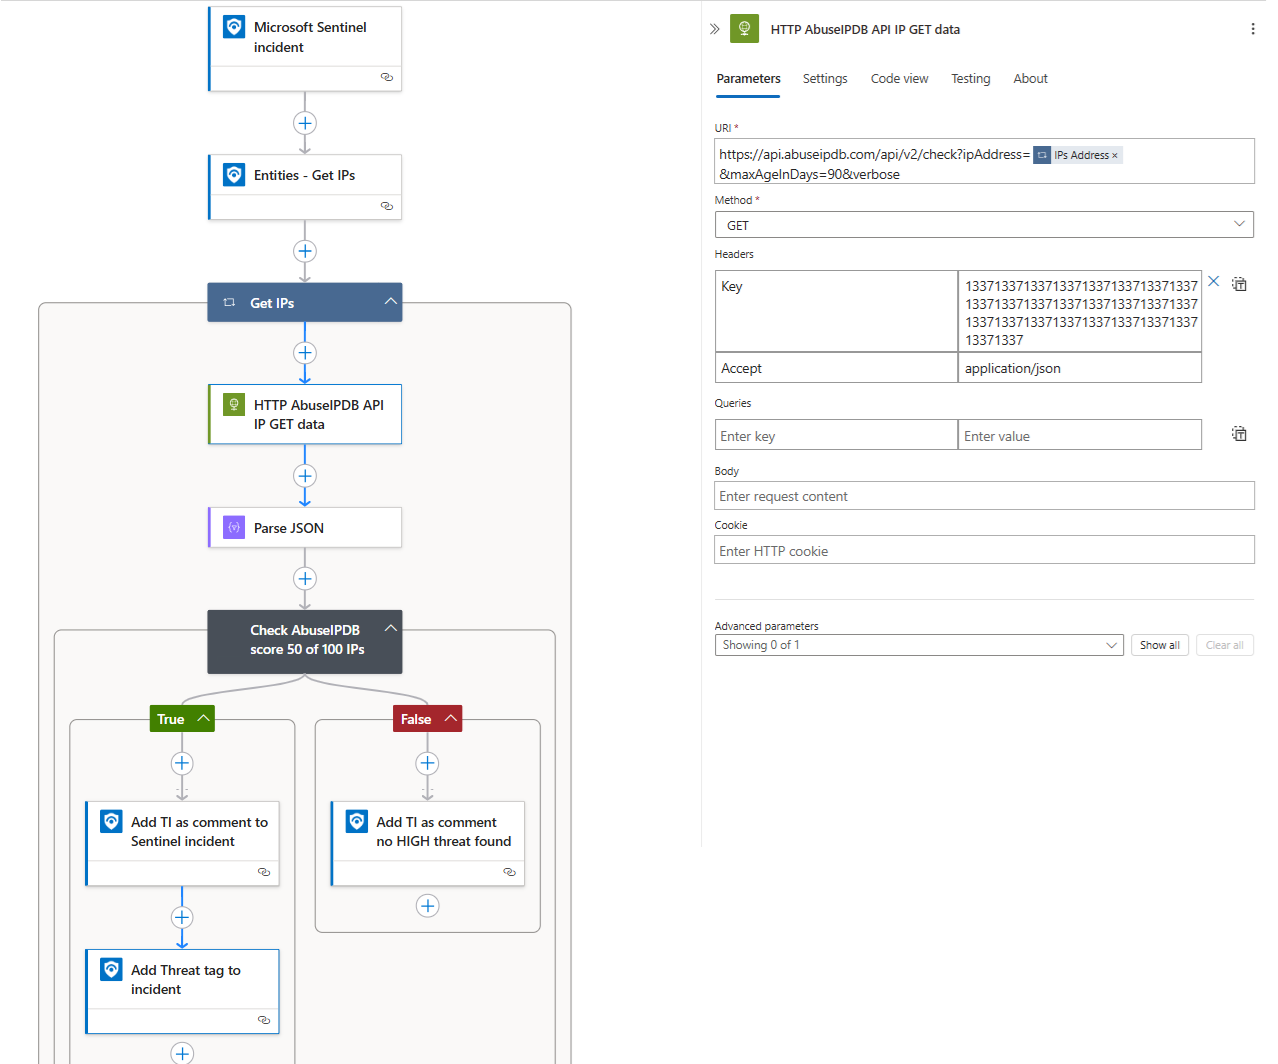 Microsoft Sentinel
incident
Entities - Get IPs
Get IPs
HTTP AbuseIPDB API
IP GET data
Parse JSON
Check AbuseIPDB
score 50 of 100 IPs
True
False
Add TI as comment to
Sentinel incident
Add TI as comment
no HIGH threat found
Add Threat tag to
incident
HTTP AbuseIPDB API IP GET data
Parameters
Settings
Code view
Testing
About
URI *
https://api.abuseipdb.com/api/v2/check?ipAddress= IPs Address ×
&maxAgeInDays=90&verbose
Method *
GET
Headers
Key
13371337133713371337133713371337
13371337133713371337133713371337
13371337133713371337133713371337
13371337
Accept
application/json
Queries
Enter key
Enter value
Body
Enter request content
Cookie
Enter HTTP cookie
Advanced parameters
Showing 0 of 1
Show all
Clear all